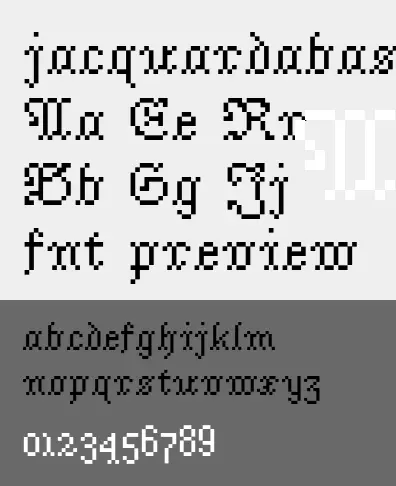 jacquardabas
Aa Ee Rr
Bb Gg Jj
fnt preview
abcdefghijklm
nopqrstuvwxyz
0123456789